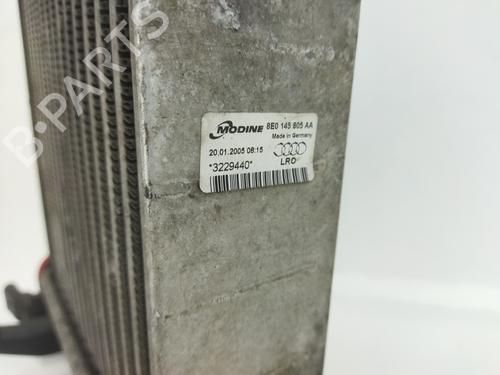 B-PARTS
MODINE 8E0 145 805 AA
Made in Germany
20.01.2005 08:15
*3229440* LRO